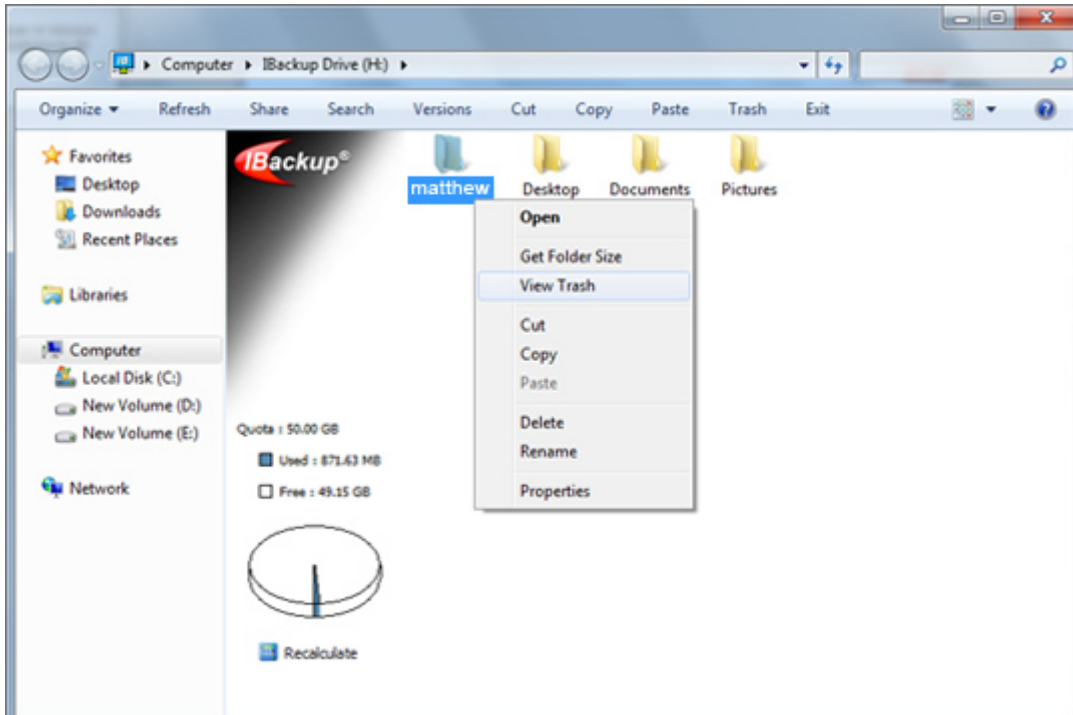 Computer IBackup Drive (H:)
Organize Refresh Share Search Versions Cut Copy Paste Trash Exit
Favorites
Desktop
Downloads
Recent Places
Libraries
Computer
Local Disk (C:)
New Volume (D:)
New Volume (E:)
Network
IBackup®
Quota : 50.00 GB
Used : 871.63 MB
Free : 49.15 GB
Recalculate
matthew Desktop Documents Pictures
Open
Get Folder Size
View Trash
Cut
Copy
Paste
Delete
Rename
Properties